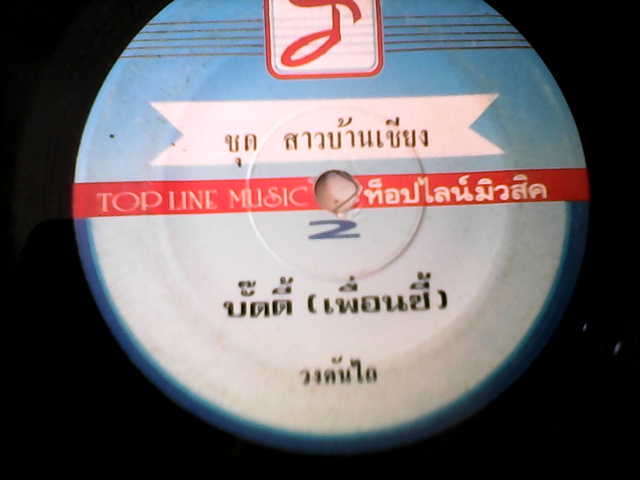 ชุด สาวบ้านเชียง
TOP LINE MUSIC ท็อปไลน์มิวสิค
2
บั๊ดดี้ (เพื่อนซี้)
วงคันไถ